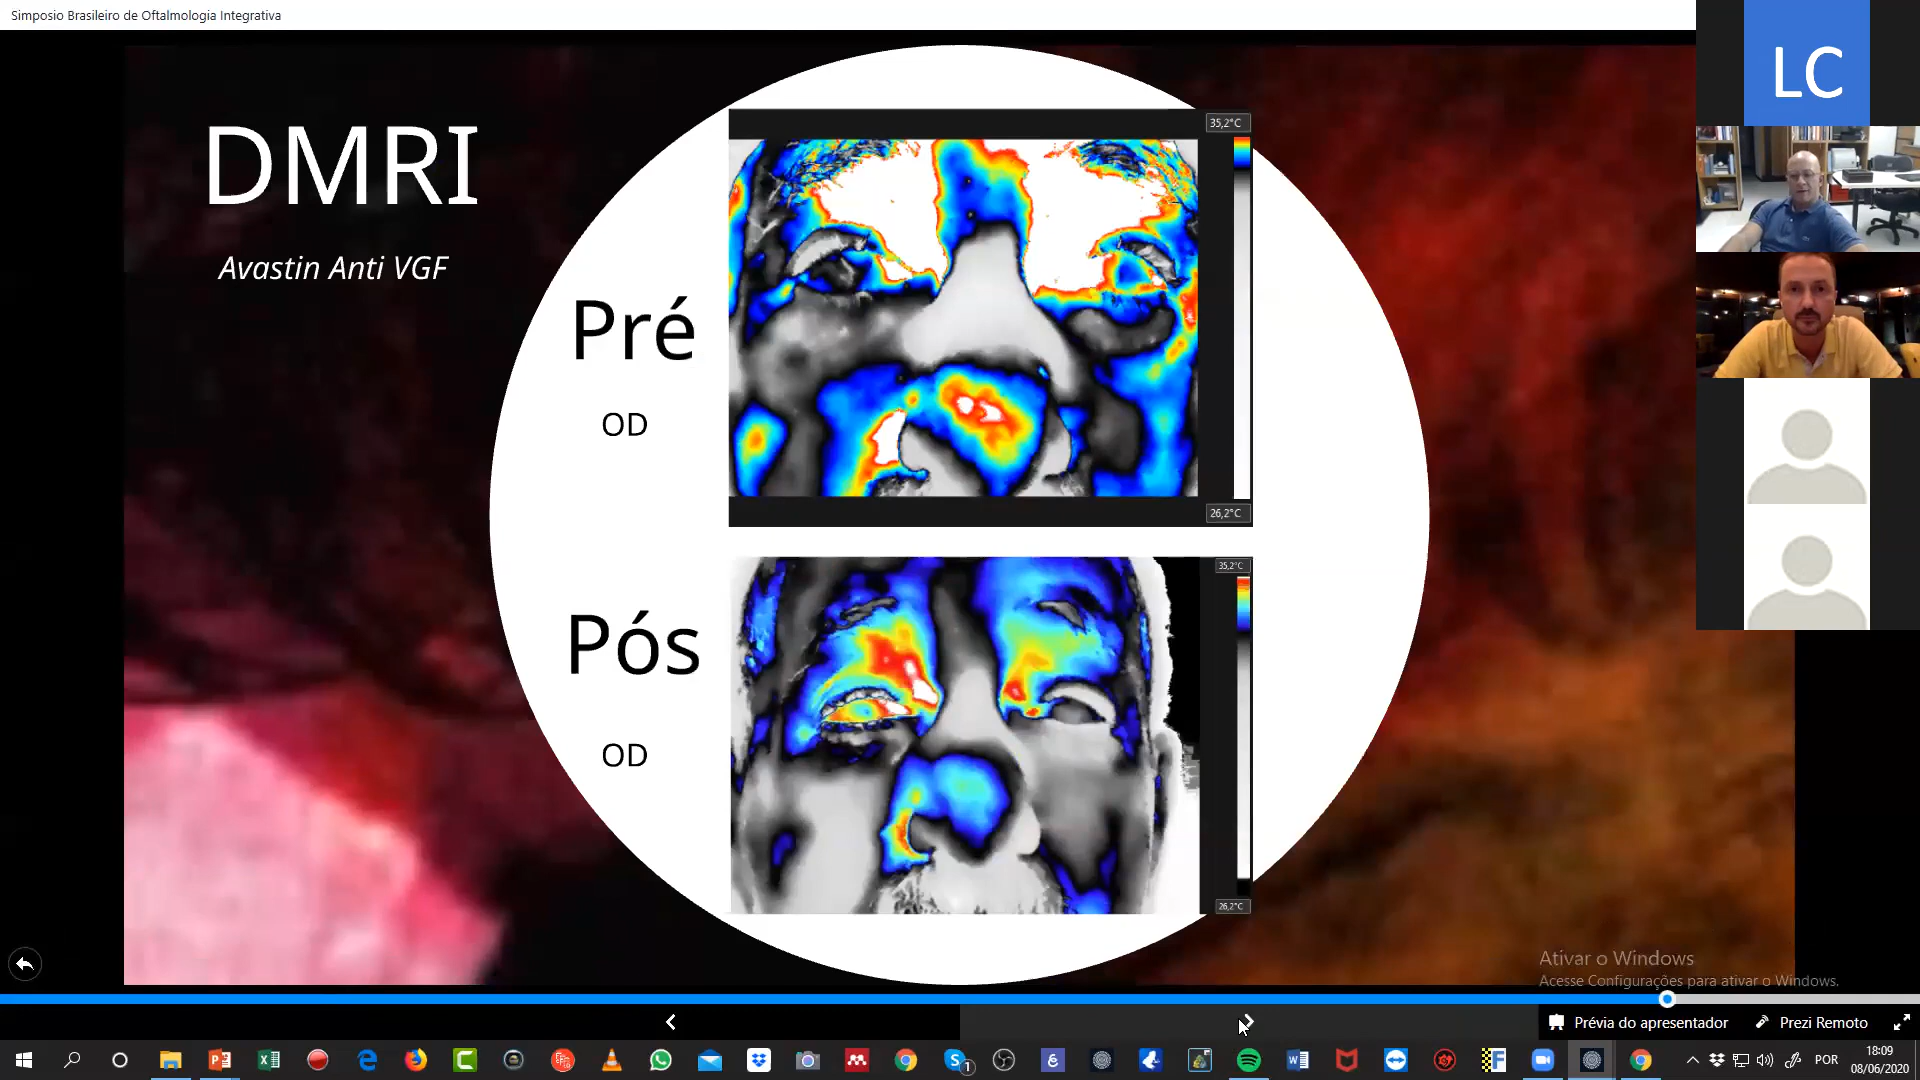 Simposio Brasileiro de Oftalmologia Integrativa
LC
DMRI
Avastin Anti VGF
Pré
OD
35,2°C
26,2°C
Pós
OD
35,2°C
26,2°C
Ativar o Windows
Acesse Configurações para ativar o Windows.
Prévia do apresentador
Prezi Remoto
POR
18:09
08/06/2020